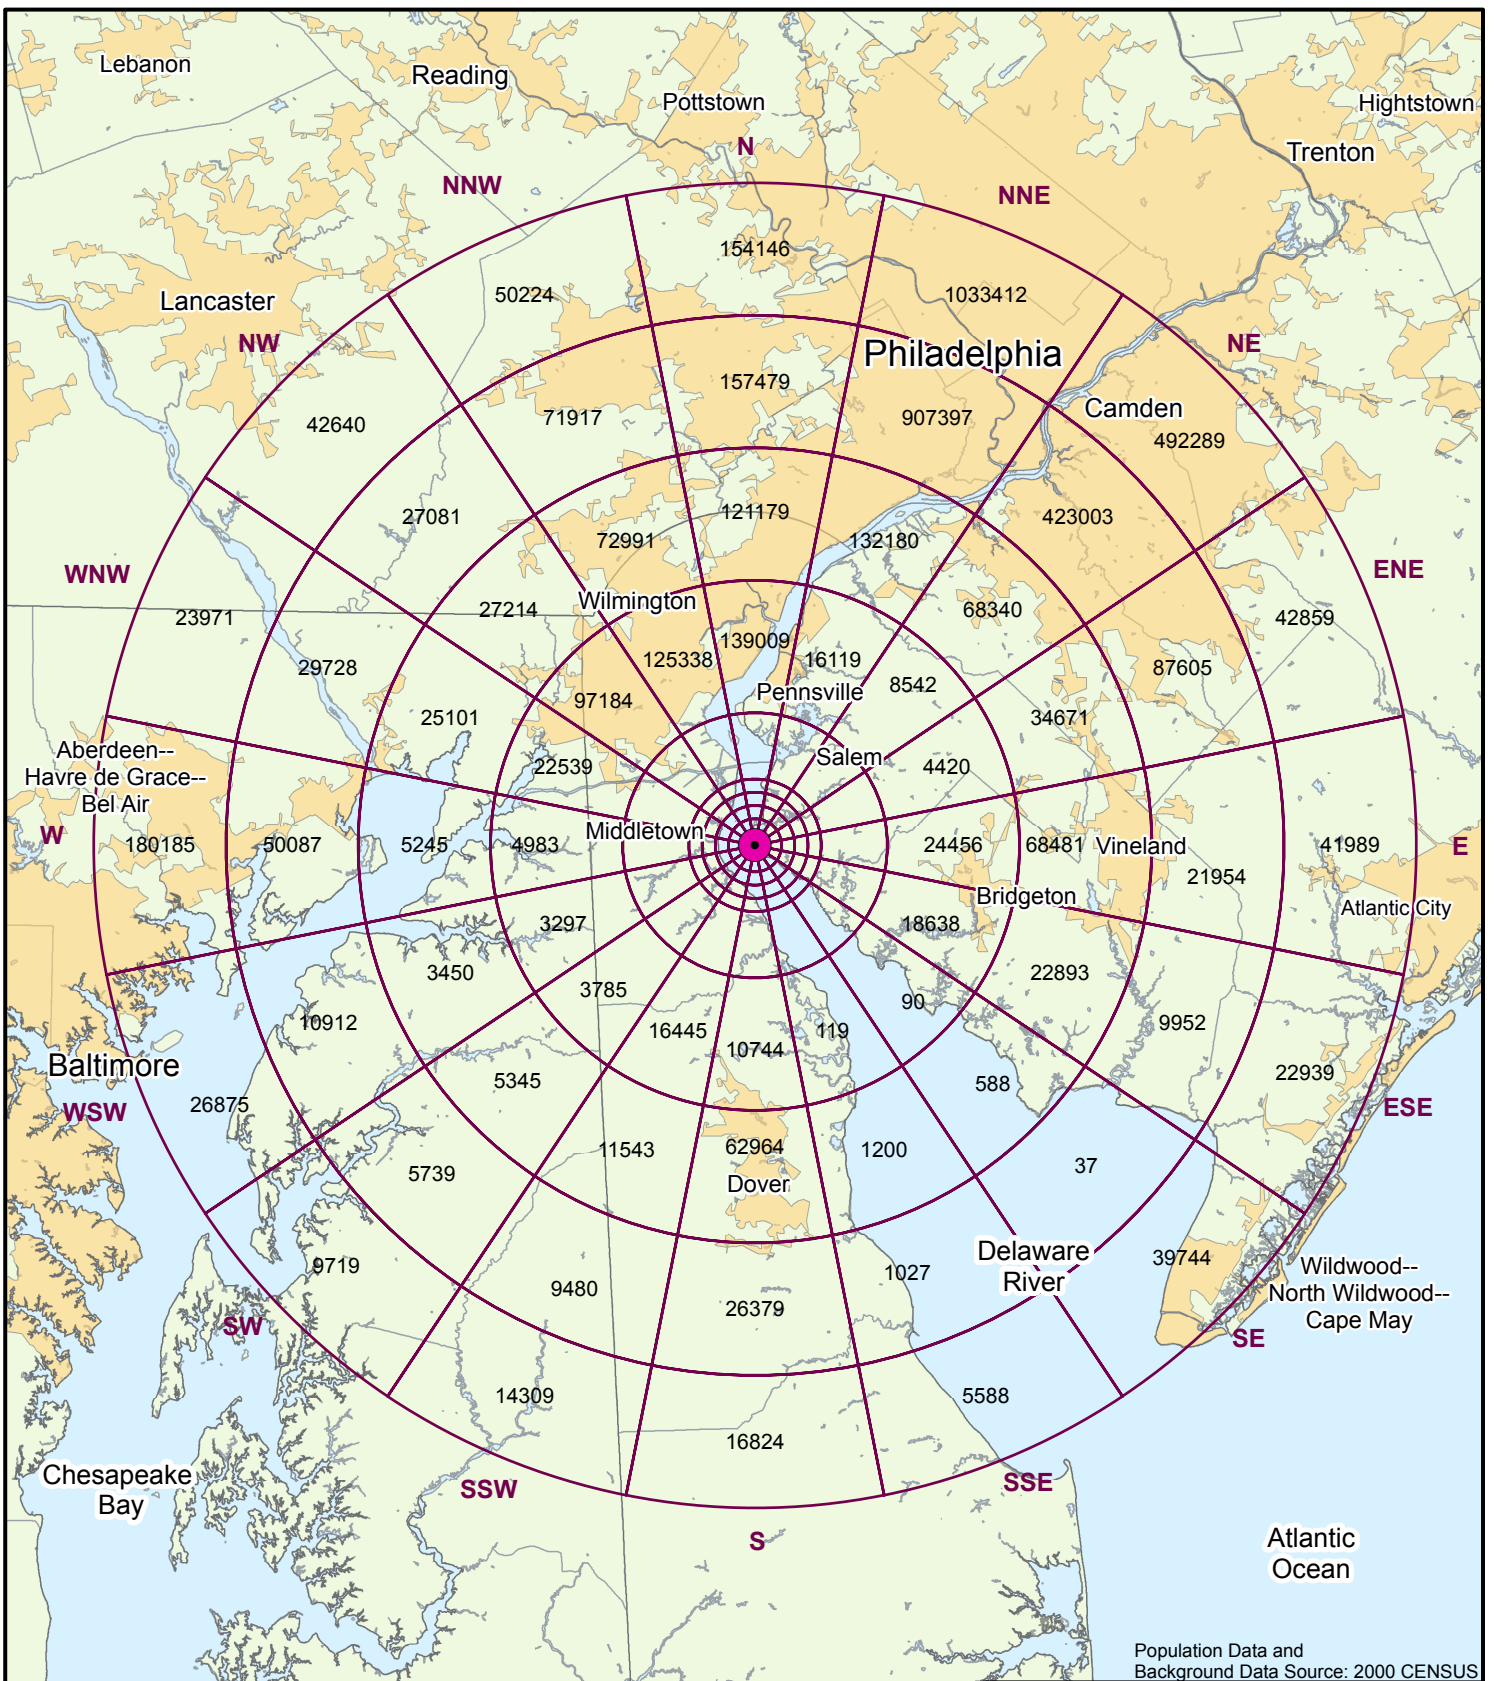 Lebanon
Reading
Pottstown
Hightstown
Trenton
N
NNW
NNE
154146
50224
1033412
Lancaster
NW
NE
Philadelphia
157479
Camden
42640
71917
907397
492289
27081
121179
423003
72991
132180
WNW
ENE
Wilmington
27214
68340
23971
42859
139009
125338
16119
29728
87605
Pennsville
8542
97184
25101
34671
Aberdeen--
Havre de Grace--
Bel Air
Salem
22539
4420
W
Middletown
180185
50087
5245
4983
24456
68481
Vineland
41989
E
21954
Bridgeton
Atlantic City
3297
18638
3450
22893
3785
90
10912
16445
119
9952
10744
Baltimore
5345
588
22939
26875
WSW
ESE
11543
62964
1200
37
5739
Dover
Delaware
River
39744
9719
1027
Wildwood--
North Wildwood--
Cape May
9480
26379
SW
SE
14309
5588
16824
Chesapeake
Bay
SSW
SSE
S
Atlantic
Ocean
Population Data and
Background Data Source: 2000 CENSUS